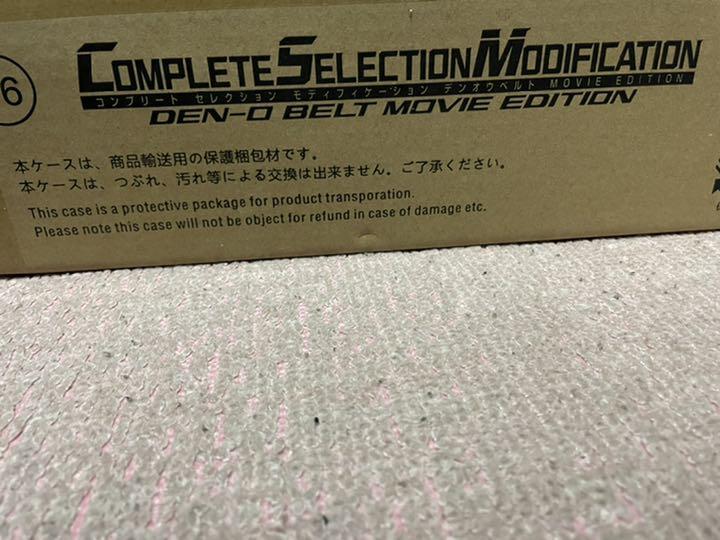 6
COMPLETE SELECTION MODIFICATION
コンプリート セレクション モディフィケーション デンオウベルト MOVIE EDITION
DEN-O BELT MOVIE EDITION
本ケースは、商品輸送用の保護梱包材です。
本ケースは、つぶれ、汚れ等による交換は出来ません。ご了承ください。
This case is a protective package for product transporation.
Please note this case will not be object for refund in case of damage etc.